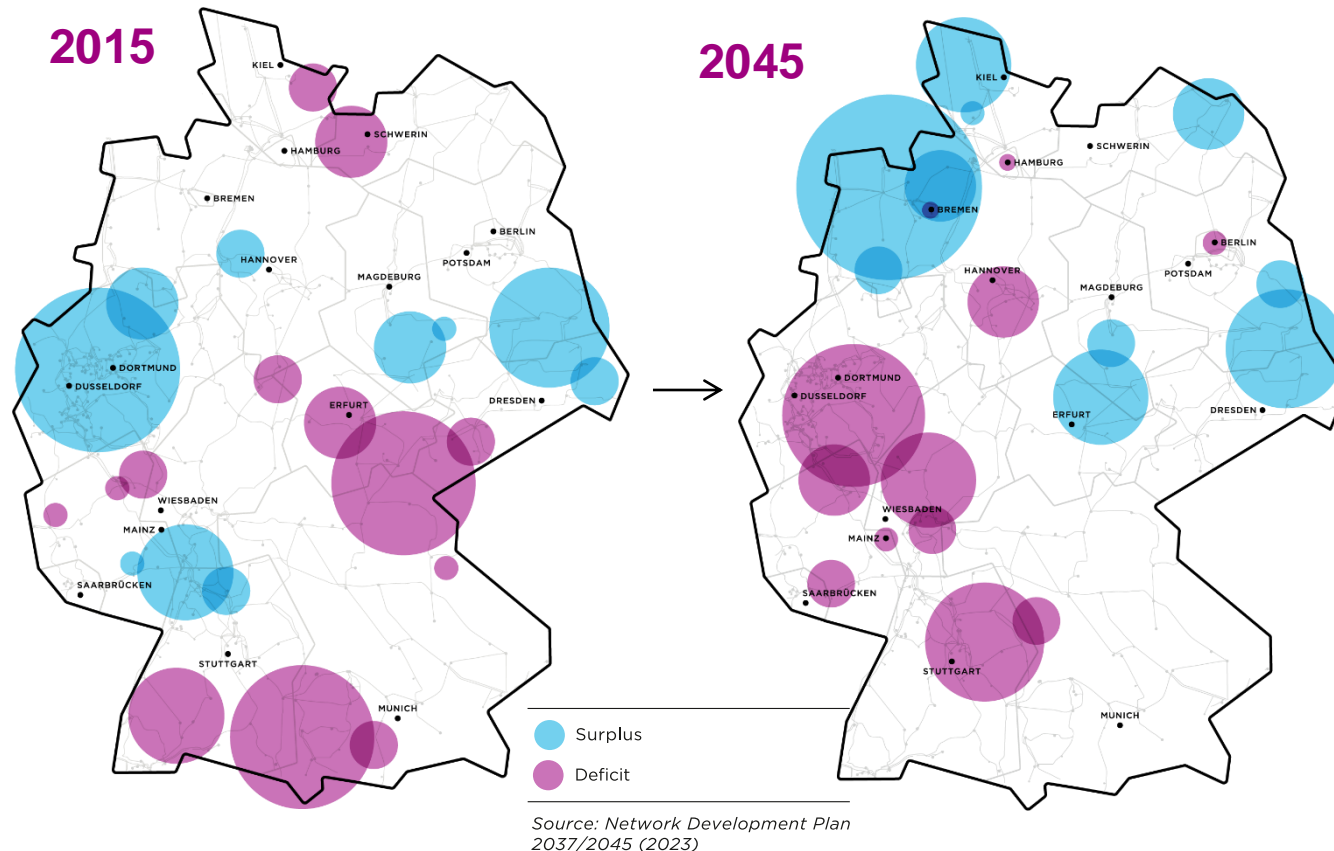 2015
KIEL
SCHWERIN
HAMBURG
BREMEN
BERLIN
HANNOVER
POTSDAM
MAGDEBURG
DORTMUND
DUSSELDORF
DRESDEN
ERFURT
WIESBADEN
MAINZ
SAARBRÜCKEN
STUTTGART
MUNICH
2045
KIEL
SCHWERIN
HAMBURG
BREMEN
BERLIN
POTSDAM
HANNOVER
MAGDEBURG
DORTMUND
DUSSELDORF
DRESDEN
ERFURT
WIESBADEN
MAINZ
SAARBRÜCKEN
STUTTGART
MUNICH
Surplus
Deficit
Source: Network Development Plan
2037/2045 (2023)